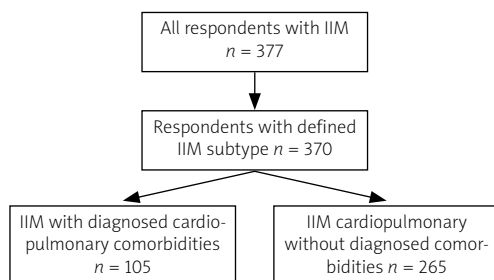 All respondents with IIM
n = 377
Respondents with defined
IIM subtype n = 370
IIM with diagnosed cardio-
pulmonary comorbidities
n = 105
IIM cardiopulmonary
without diagnosed comor-
bidities n = 265